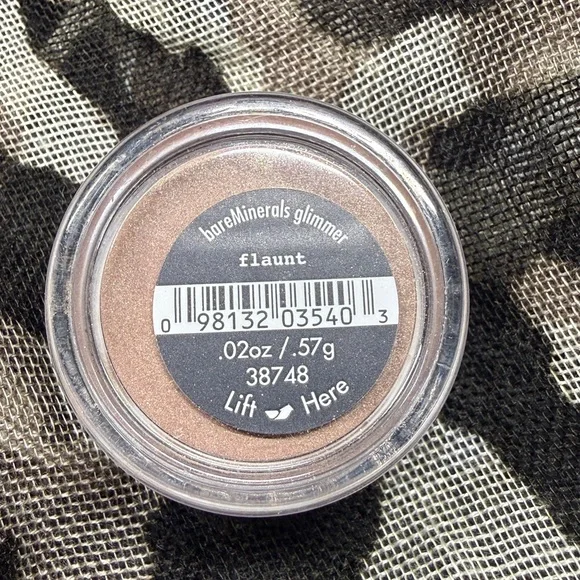 bareMinerals glimmer
flaunt
0 98132 03540 3
.02oz / .57g
38748
Lift Here